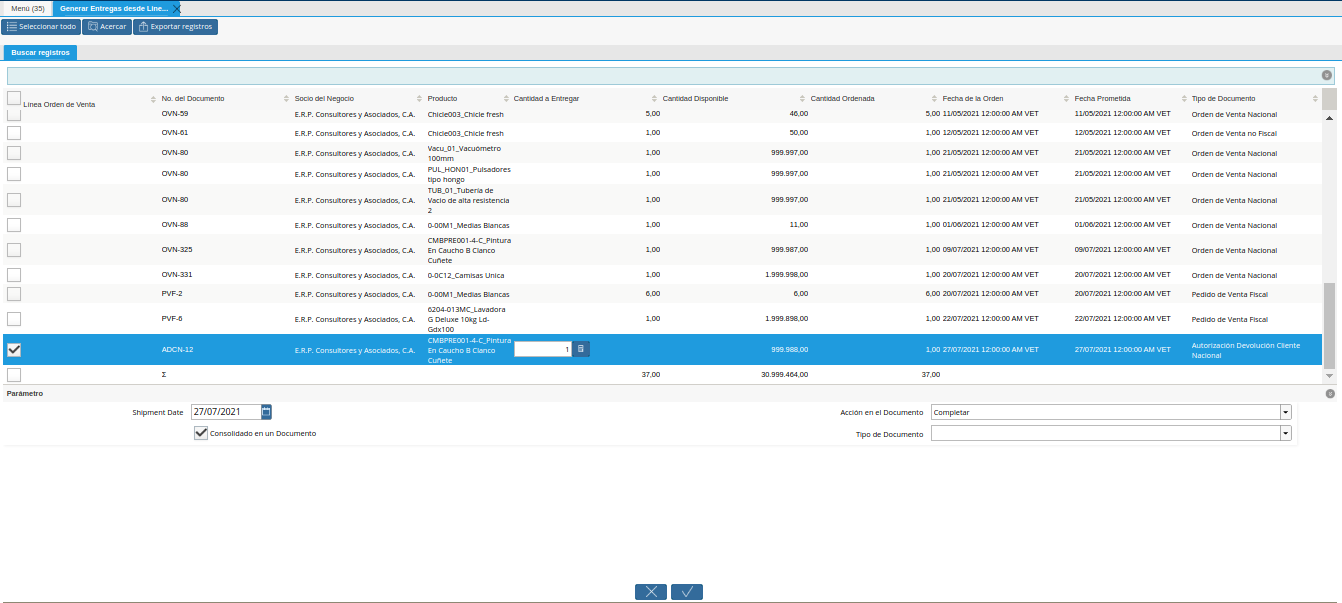 Menú (35) Generar Entregas desde Líne...
Seleccionar todo Acercar Exportar registros
Buscar registros
Línea Orden de Venta No. del Documento Socio del Negocio Producto Cantidad a Entregar Cantidad Disponible Cantidad Ordenada Fecha de la Orden Fecha Prometida Tipo de Documento
OVN-59 E.R.P. Consultores y Asociados, C.A. Chicle003_Chicle fresh 5,00 46,00 5,00 11/05/2021 12:00:00 AM VET 11/05/2021 12:00:00 AM VET Orden de Venta Nacional
OVN-61 E.R.P. Consultores y Asociados, C.A. Chicle003_Chicle fresh 1,00 50,00 1,00 12/05/2021 12:00:00 AM VET 12/05/2021 12:00:00 AM VET Orden de Venta no Fiscal
OVN-80 E.R.P. Consultores y Asociados, C.A. Vacu_01_Vacuómetro 1,00 999.997,00 1,00 21/05/2021 12:00:00 AM VET 21/05/2021 12:00:00 AM VET Orden de Venta Nacional
100mm
OVN-80 E.R.P. Consultores y Asociados, C.A. PUL_HON01_Pulsadores 1,00 999.997,00 1,00 21/05/2021 12:00:00 AM VET 21/05/2021 12:00:00 AM VET Orden de Venta Nacional
tipo hongo
TUB_01_Tubería de
OVN-80 E.R.P. Consultores y Asociados, C.A. Vacio de alta resistencia 1,00 999.997,00 1,00 21/05/2021 12:00:00 AM VET 21/05/2021 12:00:00 AM VET Orden de Venta Nacional
2
OVN-88 E.R.P. Consultores y Asociados, C.A. 0-00M1_Medias Blancas 1,00 11,00 1,00 01/06/2021 12:00:00 AM VET 01/06/2021 12:00:00 AM VET Orden de Venta Nacional
CMBPRE001-4-C_Pintura
OVN-325 E.R.P. Consultores y Asociados, C.A. En Caucho B Clanco 1,00 999.987,00 1,00 09/07/2021 12:00:00 AM VET 09/07/2021 12:00:00 AM VET Orden de Venta Nacional
Cuñete
OVN-331 E.R.P. Consultores y Asociados, C.A. 0-0C12_Camisas Unica 1,00 1.999.998,00 1,00 20/07/2021 12:00:00 AM VET 20/07/2021 12:00:00 AM VET Orden de Venta Nacional
PVF-2 E.R.P. Consultores y Asociados, C.A. 0-00M1_Medias Blancas 6,00 6,00 6,00 20/07/2021 12:00:00 AM VET 20/07/2021 12:00:00 AM VET Pedido de Venta Fiscal
6204-013MC_Lavadora
PVF-6 E.R.P. Consultores y Asociados, C.A. G Deluxe 10kg Ld- 1,00 1.999.898,00 1,00 22/07/2021 12:00:00 AM VET 22/07/2021 12:00:00 AM VET Pedido de Venta Fiscal
Gdx100
CMBPRE001-4-C_Pintura
ADCN-12 E.R.P. Consultores y Asociados, C.A. En Caucho B Clanco 1 999.988,00 1,00 27/07/2021 12:00:00 AM VET 27/07/2021 12:00:00 AM VET Autorización Devolución Cliente
Cuñete Nacional
Σ 37,00 30.999.464,00 37,00
Parámetro
Shipment Date 27/07/2021 Acción en el Documento Completar
Consolidado en un Documento Tipo de Documento